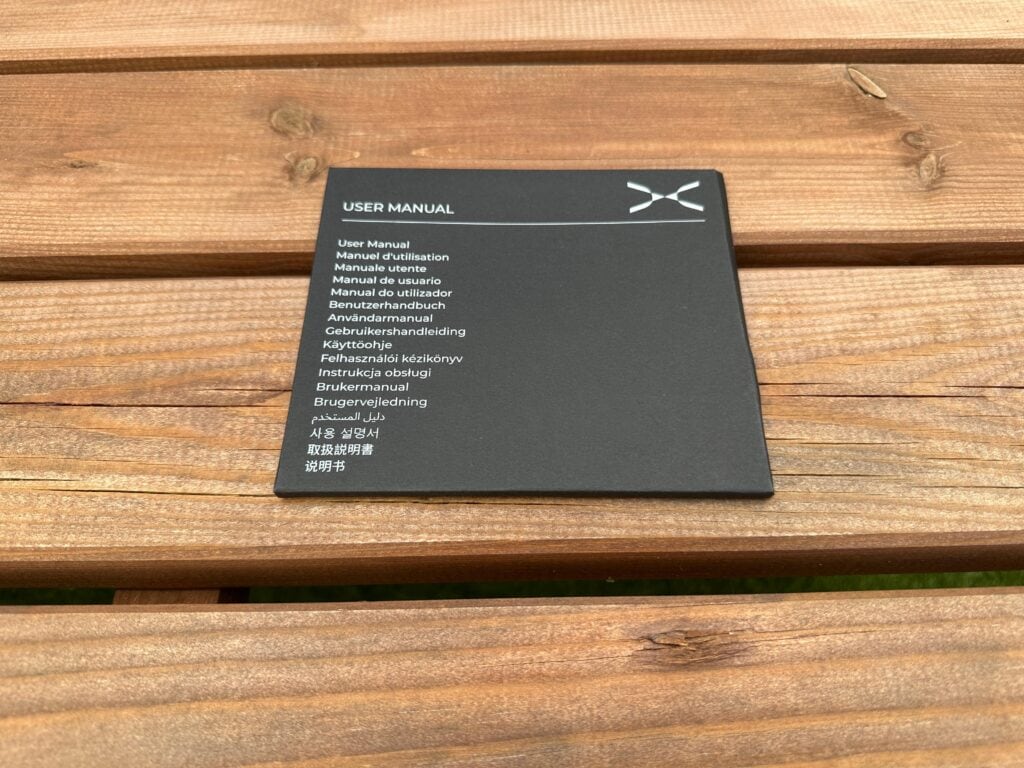 USER MANUAL
User Manual
Manuel d'utilisation
Manuale utente
Manual de usuario
Manual do utilizador
Benutzerhandbuch
Användarmanual
Gebruikershandleiding
Käyttöohje
Felhasználói kézikönyv
Instrukcja obsługi
Brukermanual
Brugervejledning
دليل المستخدم
사용 설명서
取扱説明書
说明书